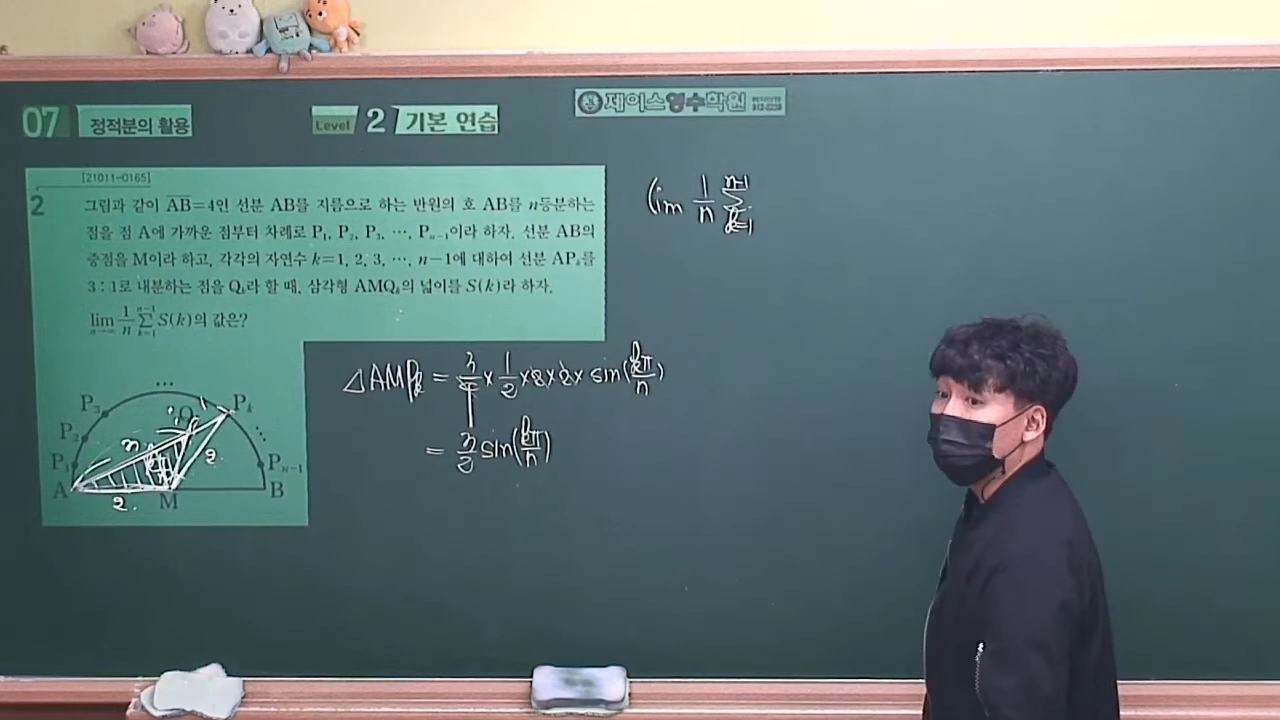 07 정적분의 활용
Level 2 기본 연습
제이스영수학원
[21011-0165]
2
그림과 같이 AB=4인 선분 AB를 지름으로 하는 반원의 호 AB를 n등분하는
점을 점 A에 가까운 점부터 차례로 P₁, P₂, P₃, ⋯, Pₙ₋₁이라 하자. 선분 AB의
중점을 M이라 하고, 각각의 자연수 k=1, 2, 3, ⋯, n−1에 대하여 선분 APₖ를
3 : 1로 내분하는 점을 Qₖ라 할 때, 삼각형 AMQₖ의 넓이를 S(k)라 하자.
lim n→∞ 1/n Σ k=1 n−1 S(k)의 값은?
lim 1/n Σ k=1 n-1
△AMPₖ = 3/4 × 1/2 × 2 × 2 × sin(kπ/n)
= 3/2 sin(kπ/n)
⋯
P₃ Q 1 Pₖ
P₂ 3 2.
P₁ Pₙ₋₁
A 2. M B